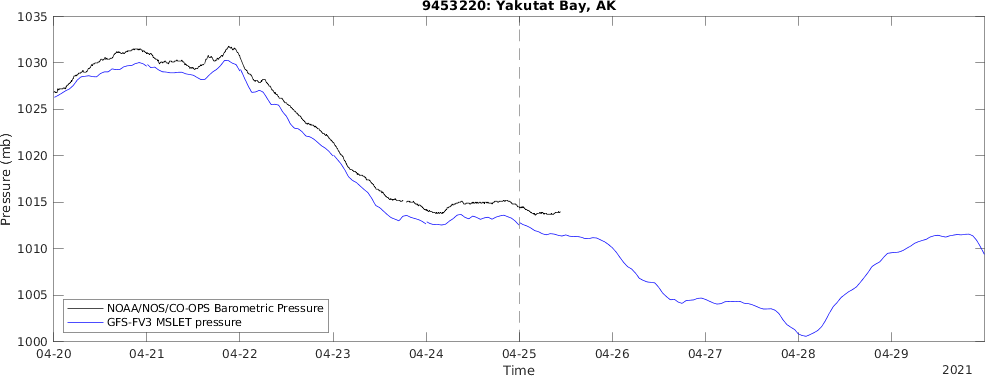 9453220: Yakutat Bay, AK
Pressure (mb)
1035
1030
1025
1020
1015
1010
1005
1000
NOAA/NOS/CO-OPS Barometric Pressure
GFS-FV3 MSLET pressure
04-20 04-21 04-22 04-23 04-24 04-25 04-26 04-27 04-28 04-29
Time
2021